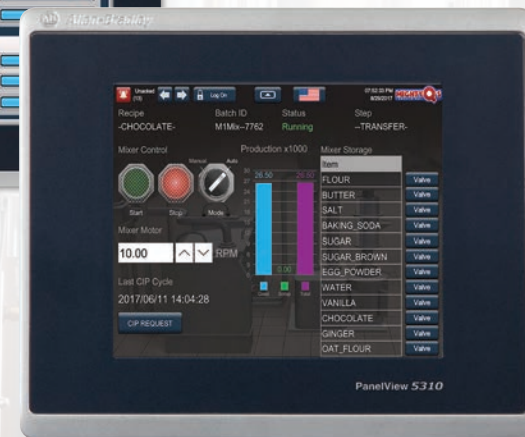 Allen-Bradley
Unacked
(15)
Log On
07:52:33 PM
8/25/2017
Recipe
Batch ID
Status
Step
-CHOCOLATE-
M1Mix--7762
Running
--TRANSFER-
Mixer Control
Production x1000
Mixer Storage
Manual
Auto
Item
26.50
26.50
FLOUR
Valve
BUTTER
Valve
Start
Stop
Mode
SALT
Valve
Mixer Motor
BAKING_SODA
Valve
10.00
RPM
SUGAR
Valve
SUGAR_BROWN
Valve
0.00
EGG_POWDER
Valve
Last CIP Cycle
WATER
Valve
2017/06/11 14:04:28
VANILLA
Valve
CHOCOLATE
Valve
CIP REQUEST
GINGER
Valve
OAT_FLOUR
Valve
PanelView 5310